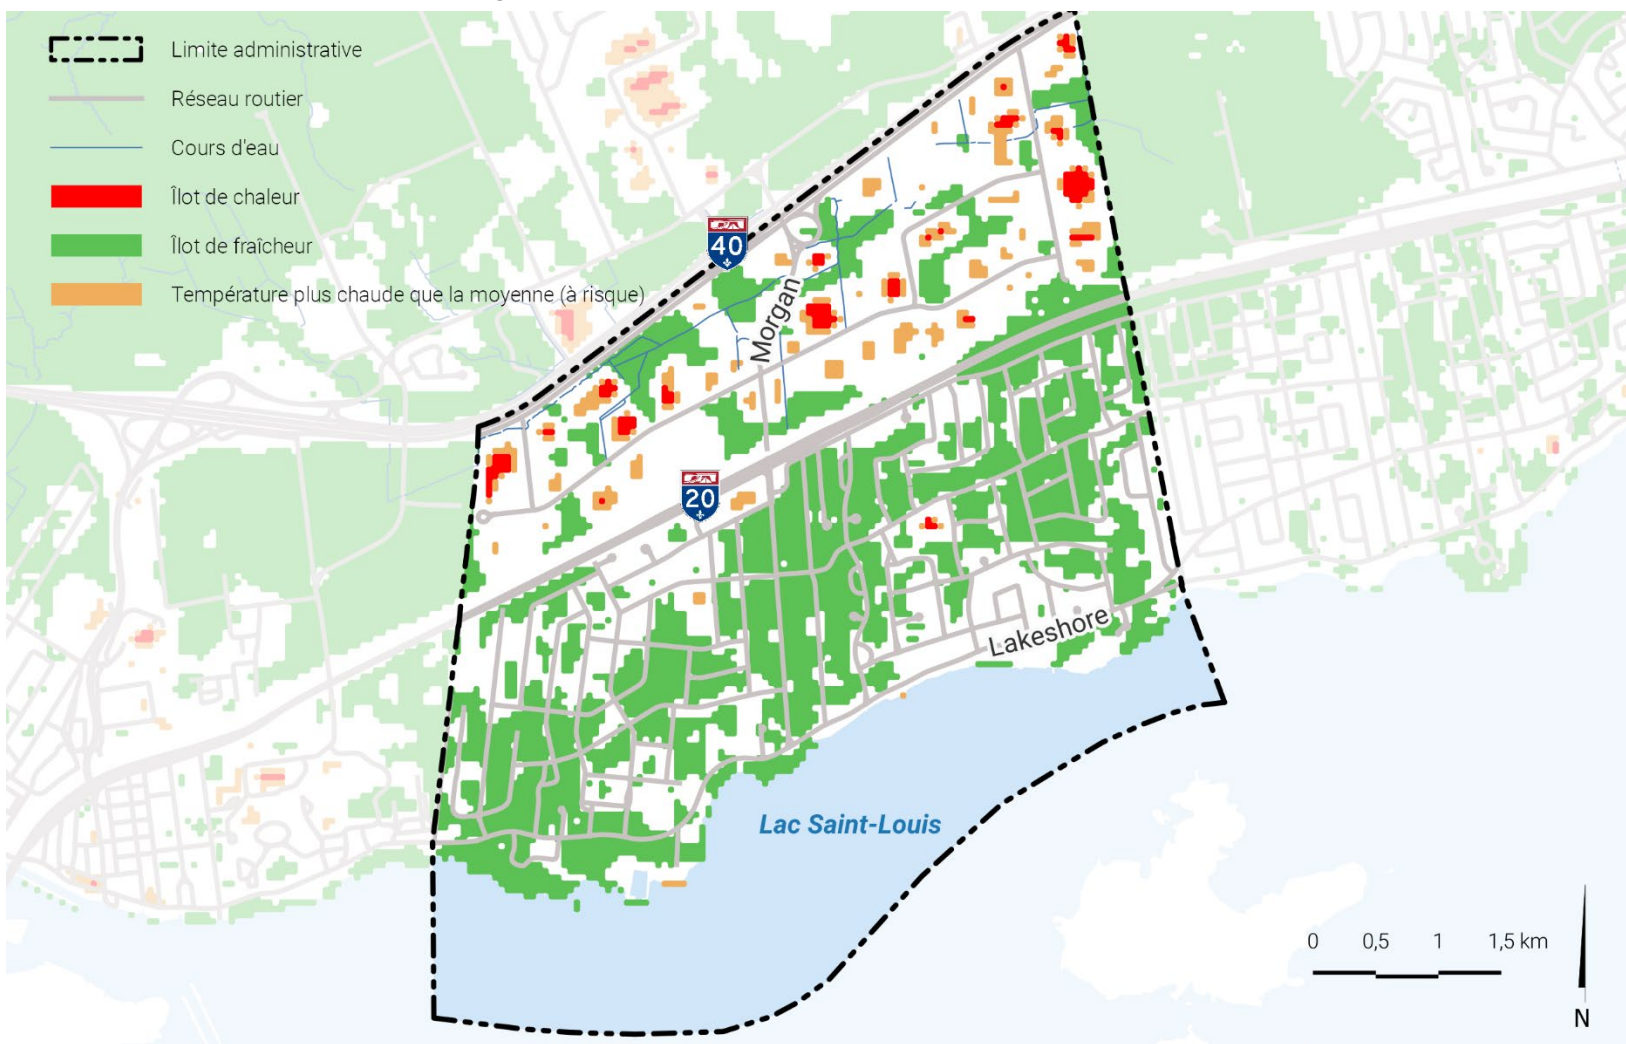 Limite administrative
Réseau routier
Cours d'eau
Îlot de chaleur
Îlot de fraîcheur
Température plus chaude que la moyenne (à risque)
40
Morgan
20
Lakeshore
Lac Saint-Louis
0 0,5 1 1,5 km
N